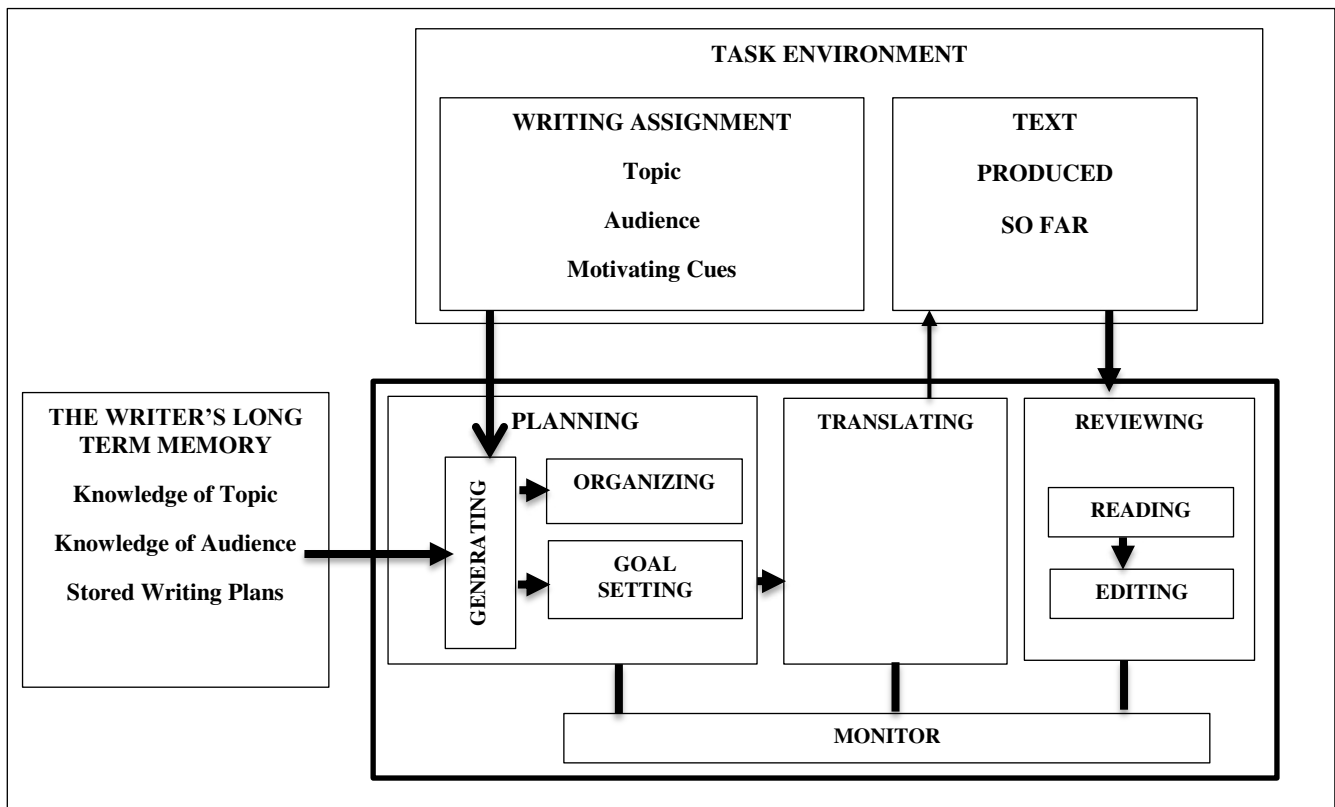 TASK ENVIRONMENT
WRITING ASSIGNMENT
Topic
Audience
Motivating Cues
TEXT
PRODUCED
SO FAR
THE WRITER’S LONG
TERM MEMORY
Knowledge of Topic
Knowledge of Audience
Stored Writing Plans
PLANNING
GENERATING
ORGANIZING
GOAL
SETTING
TRANSLATING
REVIEWING
READING
EDITING
MONITOR